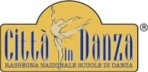 Città in Danza ®
RASSEGNA NAZIONALE SCUOLE DI DANZA